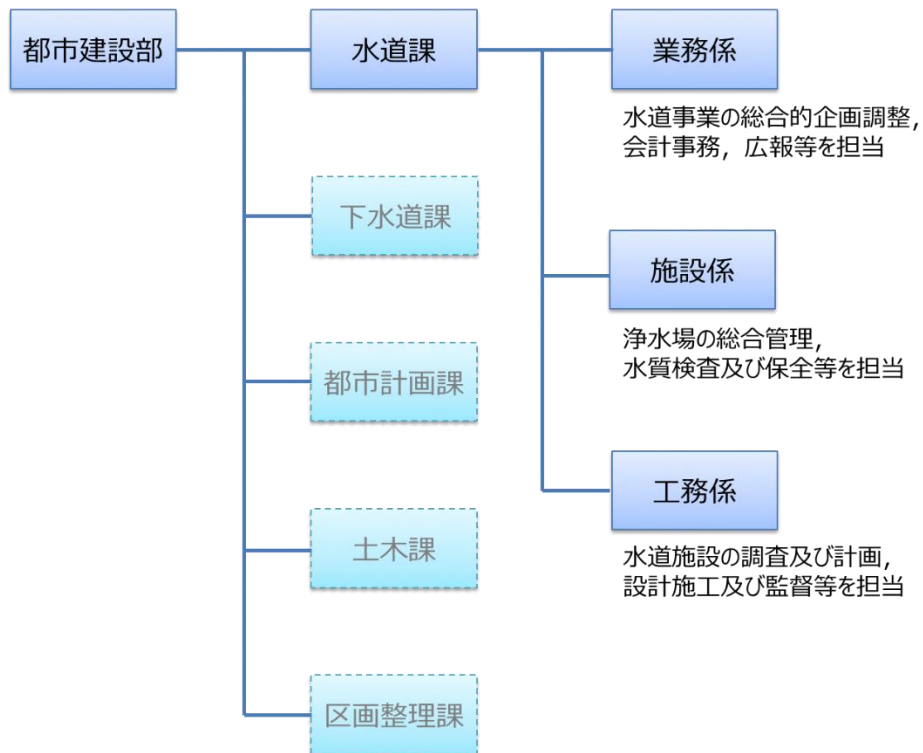 都市建設部
水道課
業務係
水道事業の総合的企画調整,
会計事務, 広報等を担当
下水道課
施設係
浄水場の総合管理,
水質検査及び保全等を担当
都市計画課
工務係
水道施設の調査及び計画,
設計施工及び監督等を担当
土木課
区画整理課